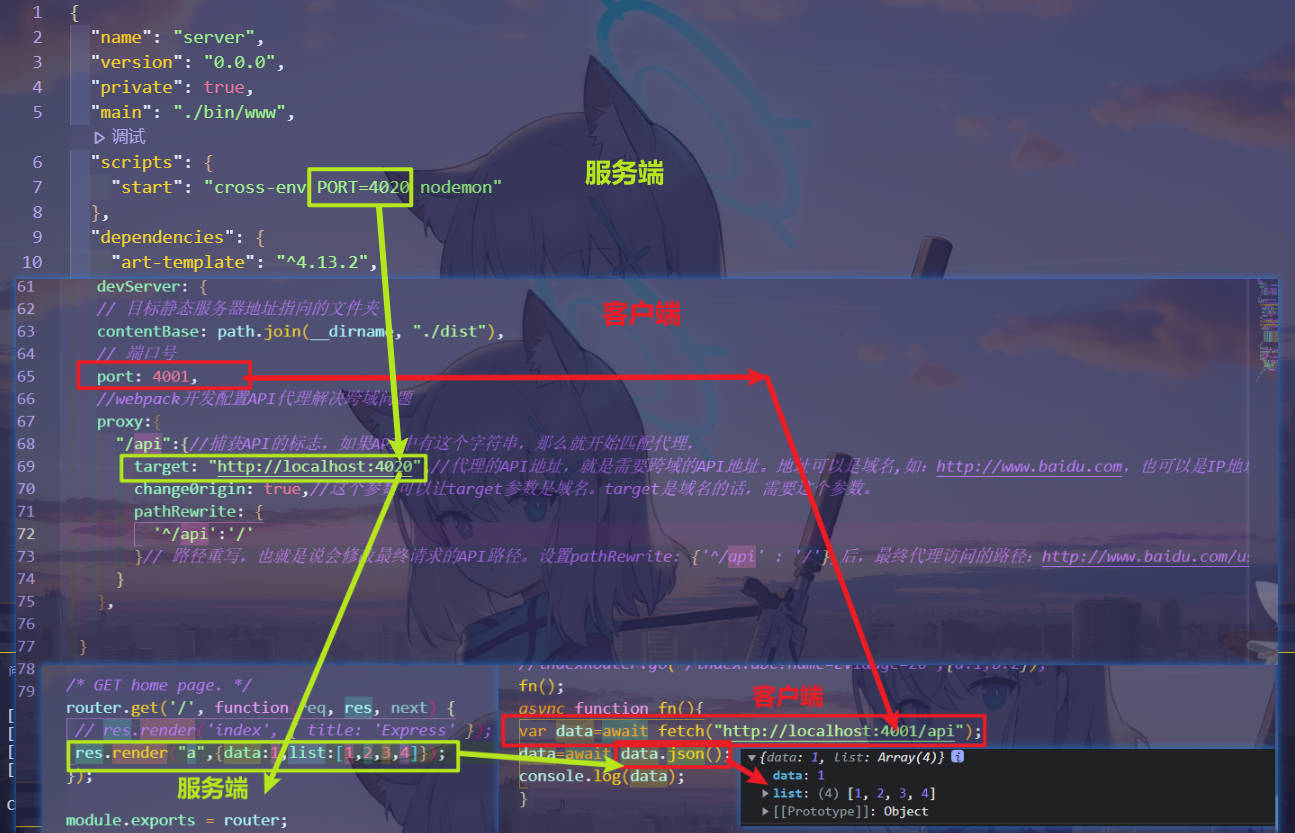 1 {
2 "name": "server",
3 "version": "0.0.0",
4 "private": true,
5 "main": "./bin/www",
调试
6 "scripts": {
服务端
7 "start": "cross-env PORT=4020 nodemon"
8 },
9 "dependencies": {
10 "art-template": "^4.13.2",
61 devServer: {
62 // 目标静态服务器地址指向的文件夹
客户端
63 contentBase: path.join(__dirname, "./dist"),
64 // 端口号
65 port: 4001,
66 //webpack开发配置API代理解决跨域问题
67 proxy:{
68 "/api":{//捕获API的标志，如果API中有这个字符串，那么就开始匹配代理，
69 target: "http://localhost:4020",//代理的API地址，就是需要跨域的API地址。地址可以是域名,如：http://www.baidu.com，也可以是IP地
70 changeOrigin: true,//这个参数可以让target参数是域名。target是域名的话，需要这个参数。
71 pathRewrite: {
72 '^/api':'/'
73 }// 路径重写，也就是说会修改最终请求的API路径。设置pathRewrite: {'^/api' : '/'},后，最终代理访问的路径：http://www.baidu.com/us
74 }
75 },
76
77 }
78
79
/* GET home page. */
router.get('/', function(req, res, next) {
// res.render('index', { title: 'Express' });
res.render("a",{data:1,list:[1,2,3,4]});
});
服务端
module.exports = router;
fn();
客户端
async function fn(){
var data=await fetch("http://localhost:4001/api");
data=await data.json();
console.log(data);
}
{data: 1, list: Array(4)}
data: 1
list: (4) [1, 2, 3, 4]
[[Prototype]]: Object